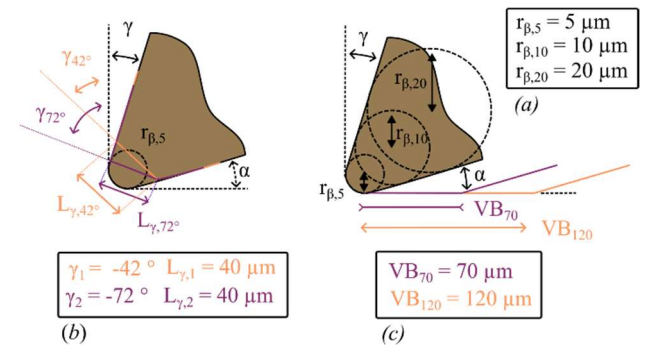 γ
γ42°
γ72°
rβ,5
α
Lγ,42°
Lγ,72°
γ1 = -42 ° Lγ,1 = 40 µm
γ2 = -72 ° Lγ,2 = 40 µm
(b)
γ
rβ,20
rβ,10
rβ,5
α
VB70
VB120
VB70 = 70 µm
VB120 = 120 µm
(c)
rβ,5 = 5 µm
rβ,10 = 10 µm
rβ,20 = 20 µm
(a)